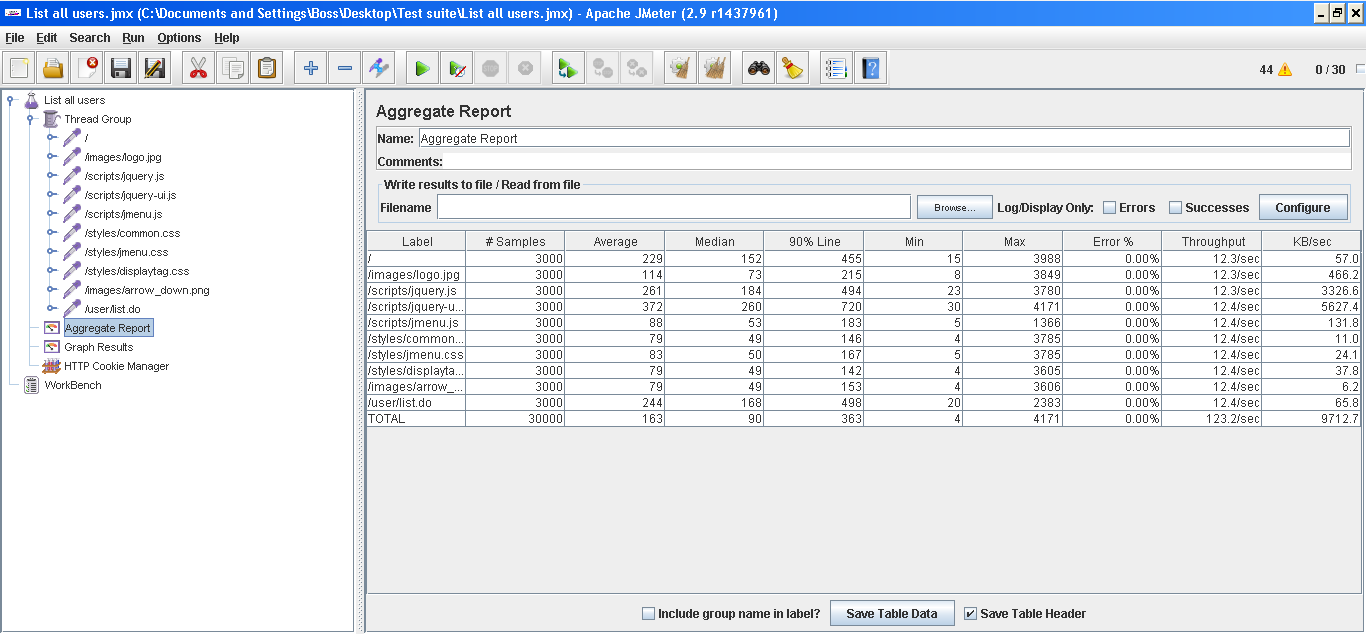 List all users.jmx (C:\Documents and Settings\Boss\Desktop\Test suite\List all users.jmx) - Apache JMeter (2.9 r1437961)
File Edit Search Run Options Help
44 0 / 30
List all users
Thread Group
/
/images/logo.jpg
/scripts/jquery.js
/scripts/jquery-ui.js
/scripts/jmenu.js
/styles/common.css
/styles/jmenu.css
/styles/displaytag.css
/images/arrow_down.png
/user/list.do
Aggregate Report
Graph Results
HTTP Cookie Manager
WorkBench
Aggregate Report
Name: Aggregate Report
Comments:
Write results to file / Read from file
Filename Browse... Log/Display Only: Errors Successes Configure
Label # Samples Average Median 90% Line Min Max Error % Throughput KB/sec
/ 3000 229 152 455 15 3988 0.00% 12.3/sec 57.0
/images/logo.jpg 3000 114 73 215 8 3849 0.00% 12.3/sec 466.2
/scripts/jquery.js 3000 261 184 494 23 3780 0.00% 12.3/sec 3326.6
/scripts/jquery-u... 3000 372 260 720 30 4171 0.00% 12.4/sec 5627.4
/scripts/jmenu.js 3000 88 53 183 5 1366 0.00% 12.4/sec 131.8
/styles/common... 3000 79 49 146 4 3785 0.00% 12.4/sec 11.0
/styles/jmenu.css 3000 83 50 167 5 3785 0.00% 12.4/sec 24.1
/styles/displayta... 3000 79 49 142 4 3605 0.00% 12.4/sec 37.8
/images/arrow_... 3000 79 49 153 4 3606 0.00% 12.4/sec 6.2
/user/list.do 3000 244 168 498 20 2383 0.00% 12.4/sec 65.8
TOTAL 30000 163 90 363 4 4171 0.00% 123.2/sec 9712.7
Include group name in label? Save Table Data Save Table Header